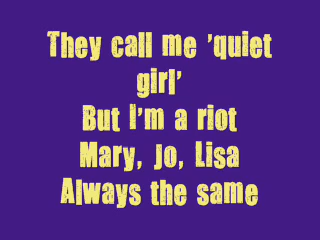 They call me 'quiet
girl'
But I'm a riot
Mary, Jo, Lisa
Always the same